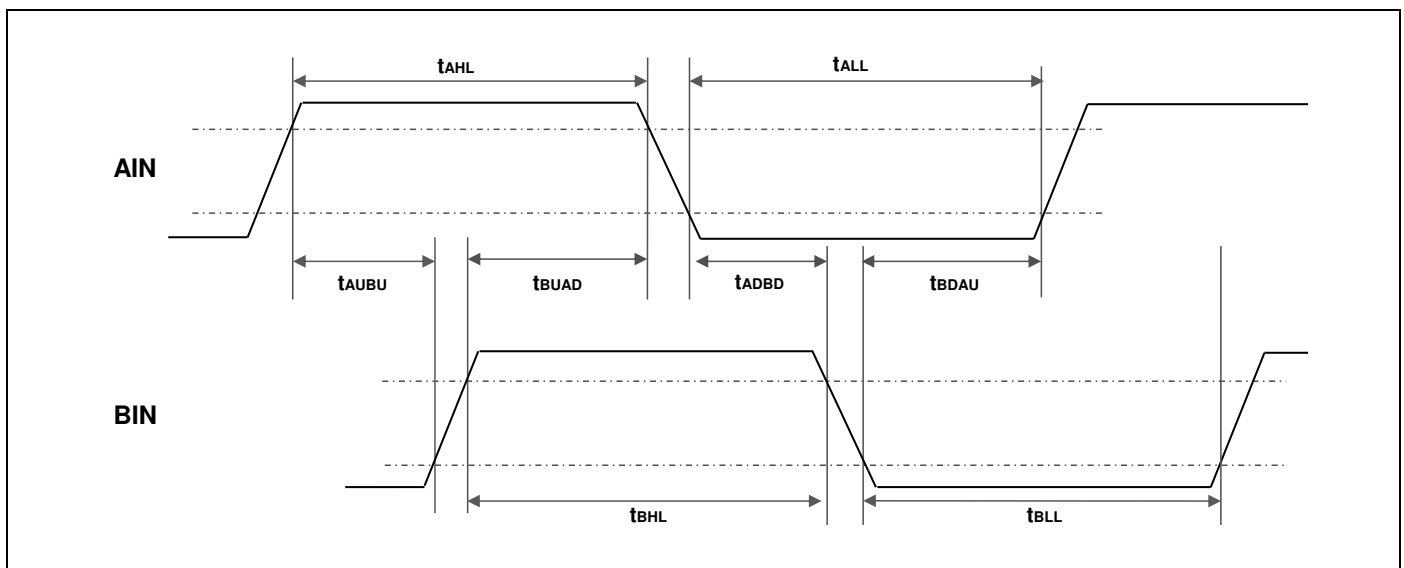 tAHL
tALL
AIN
tAUBU
tBUAD
tADBD
tBDAU
BIN
tBHL
tBLL